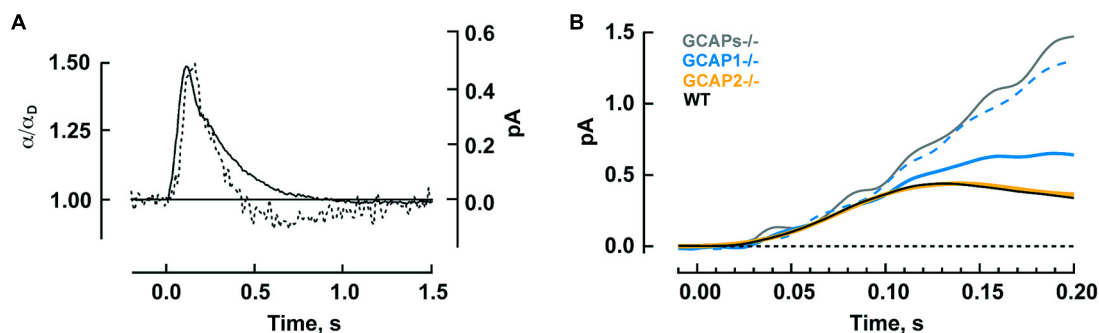 A
α/αD
1.50
1.25
1.00
0.6
0.4
0.2
0.0
pA
0.0 0.5 1.0 1.5
Time, s
B
pA
1.5
1.0
0.5
0.0
GCAPs-/-
GCAP1-/-
GCAP2-/-
WT
0.00 0.05 0.10 0.15 0.20
Time, s